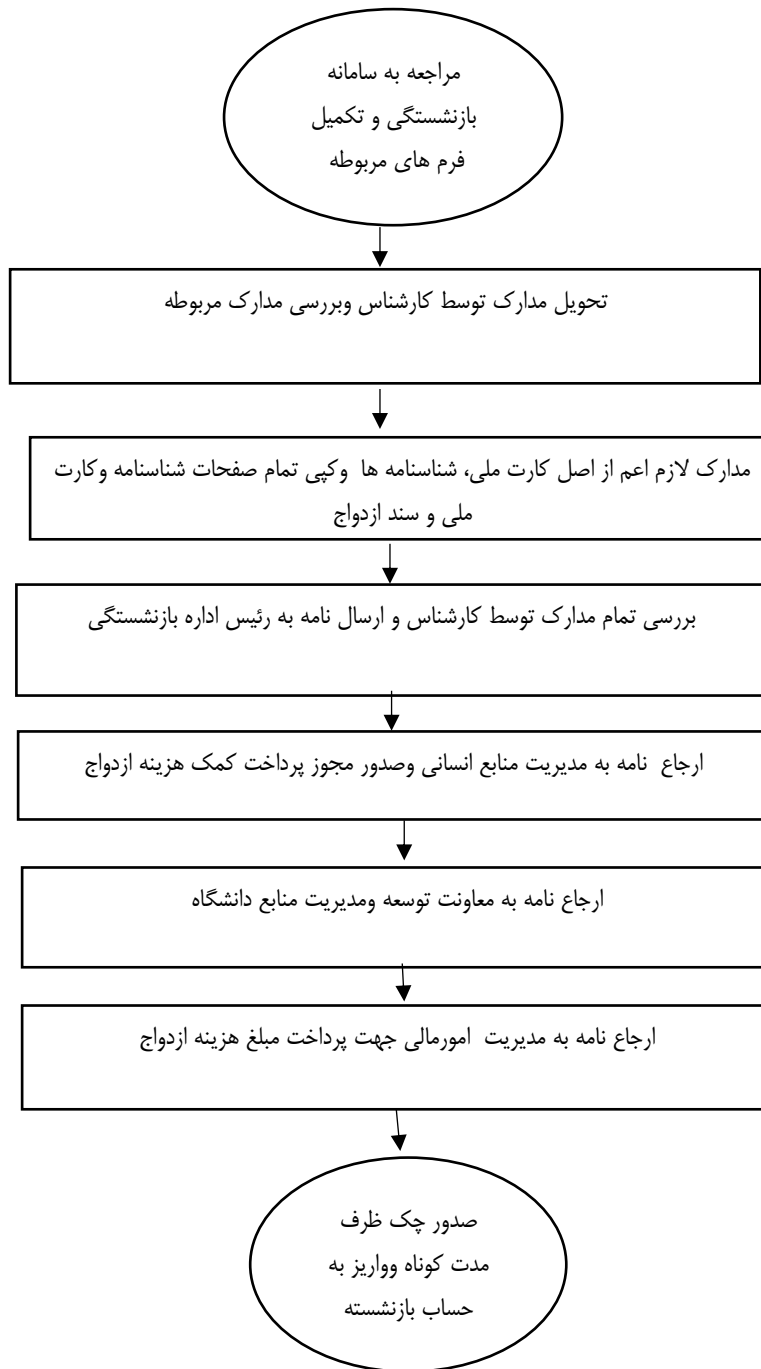 مراجعه به سامانه
بازنشستگی و تکمیل
فرم های مربوطه
تحویل مدارک توسط کارشناس وبررسی مدارک مربوطه
مدارک لازم اعم از اصل کارت ملی، شناسنامه ها وکپی تمام صفحات شناسنامه وکارت
ملی و سند ازدواج
بررسی تمام مدارک توسط کارشناس و ارسال نامه به رئیس اداره بازنشستگی
ارجاع نامه به مدیریت منابع انسانی وصدور مجوز پرداخت کمک هزینه ازدواج
ارجاع نامه به معاونت توسعه ومدیریت منابع دانشگاه
ارجاع نامه به مدیریت امورمالی جهت پرداخت مبلغ هزینه ازدواج
صدور چک ظرف
مدت کوناه وواریز به
حساب بازنشسته